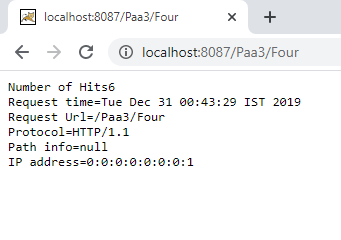 localhost:8087/Paa3/Four
localhost:8087/Paa3/Four
Number of Hits6
Request time=Tue Dec 31 00:43:29 IST 2019
Request Url=/Paa3/Four
Protocol=HTTP/1.1
Path info=null
IP address=0:0:0:0:0:0:0:1